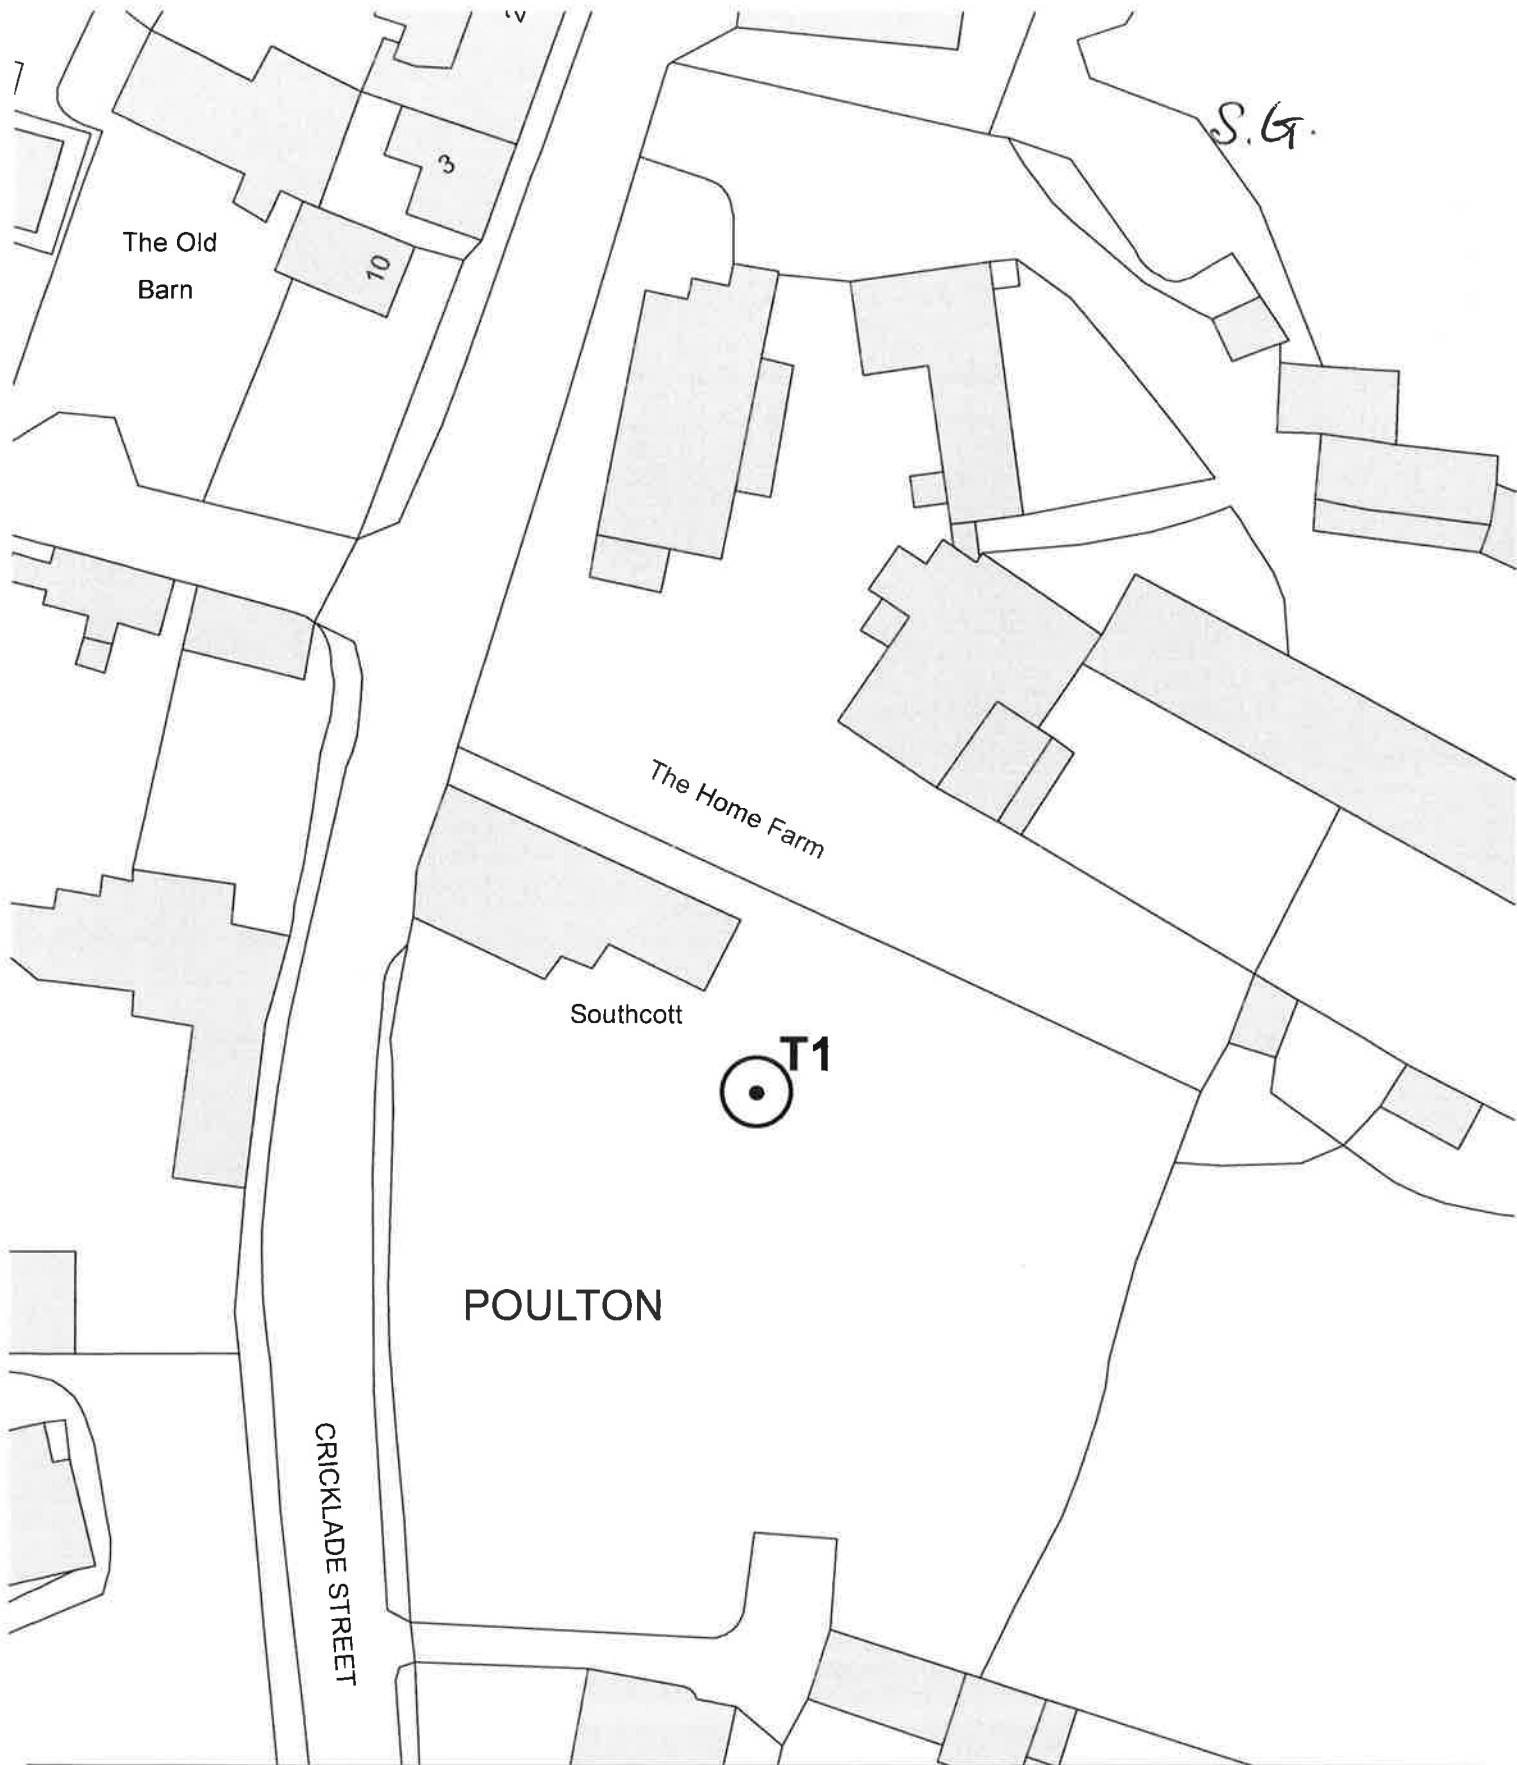 S.G.
3
The Old
Barn
10
The Home Farm
Southcott
T1
POULTON
CRICKLADE STREET